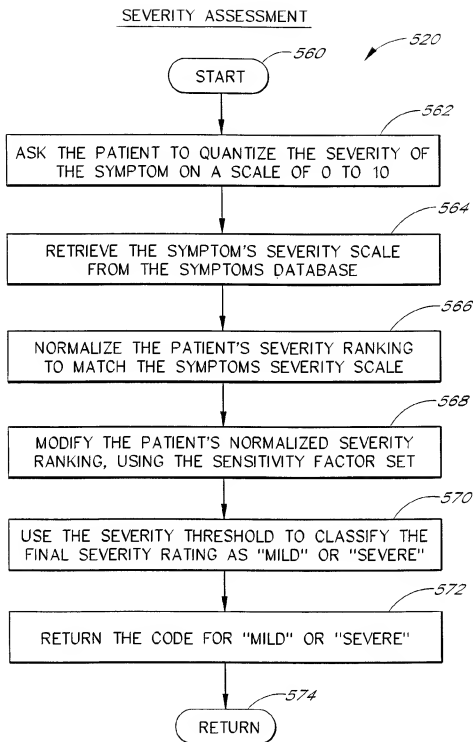 SEVERITY ASSESSMENT
520
560
START
562
ASK THE PATIENT TO QUANTIZE THE SEVERITY OF
THE SYMPTOM ON A SCALE OF 0 TO 10
564
RETRIEVE THE SYMPTOM'S SEVERITY SCALE
FROM THE SYMPTOMS DATABASE
566
NORMALIZE THE PATIENT'S SEVERITY RANKING
TO MATCH THE SYMPTOMS SEVERITY SCALE
568
MODIFY THE PATIENT'S NORMALIZED SEVERITY
RANKING, USING THE SENSITIVITY FACTOR SET
570
USE THE SEVERITY THRESHOLD TO CLASSIFY THE
FINAL SEVERITY RATING AS "MILD" OR "SEVERE"
572
RETURN THE CODE FOR "MILD" OR "SEVERE"
574
RETURN